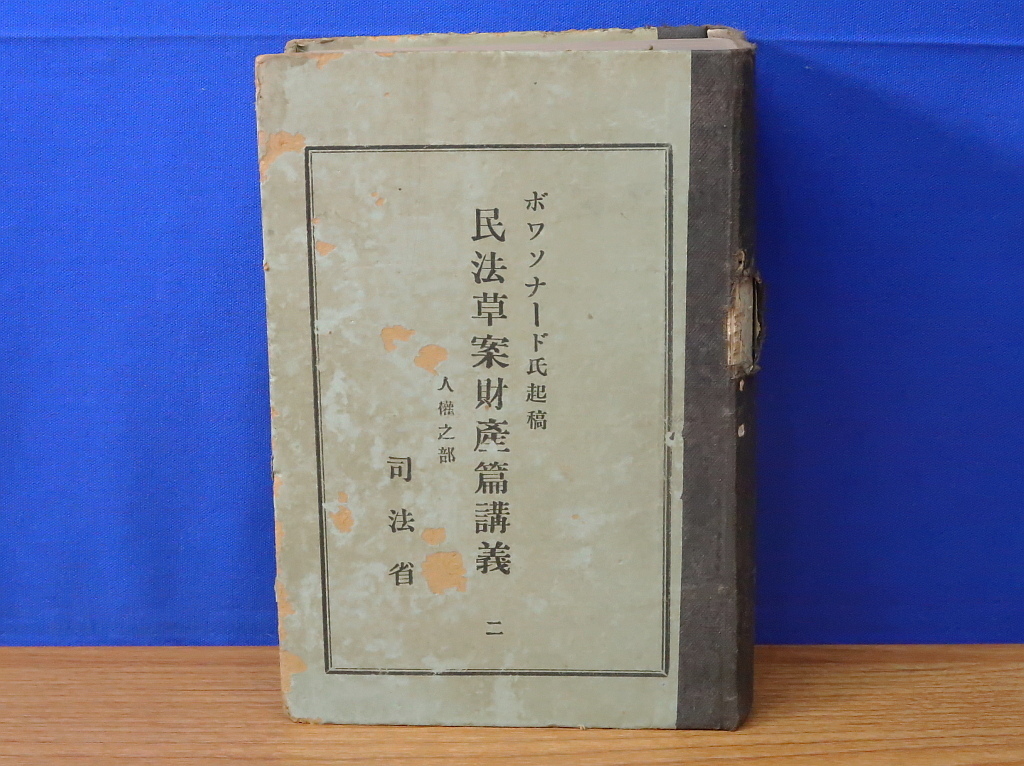 ボワソナード氏起稿
民法草案財産篇講義 二
人權之部
司法省